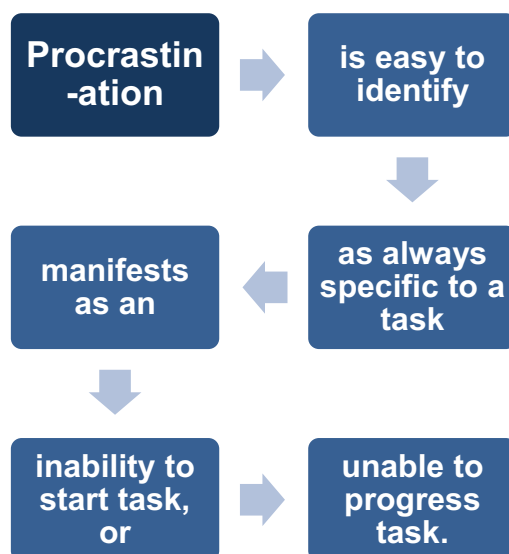 Procrastin
-ation
is easy to
identify
as always
specific to a
task
manifests
as an
inability to
start task,
or
unable to
progress
task.